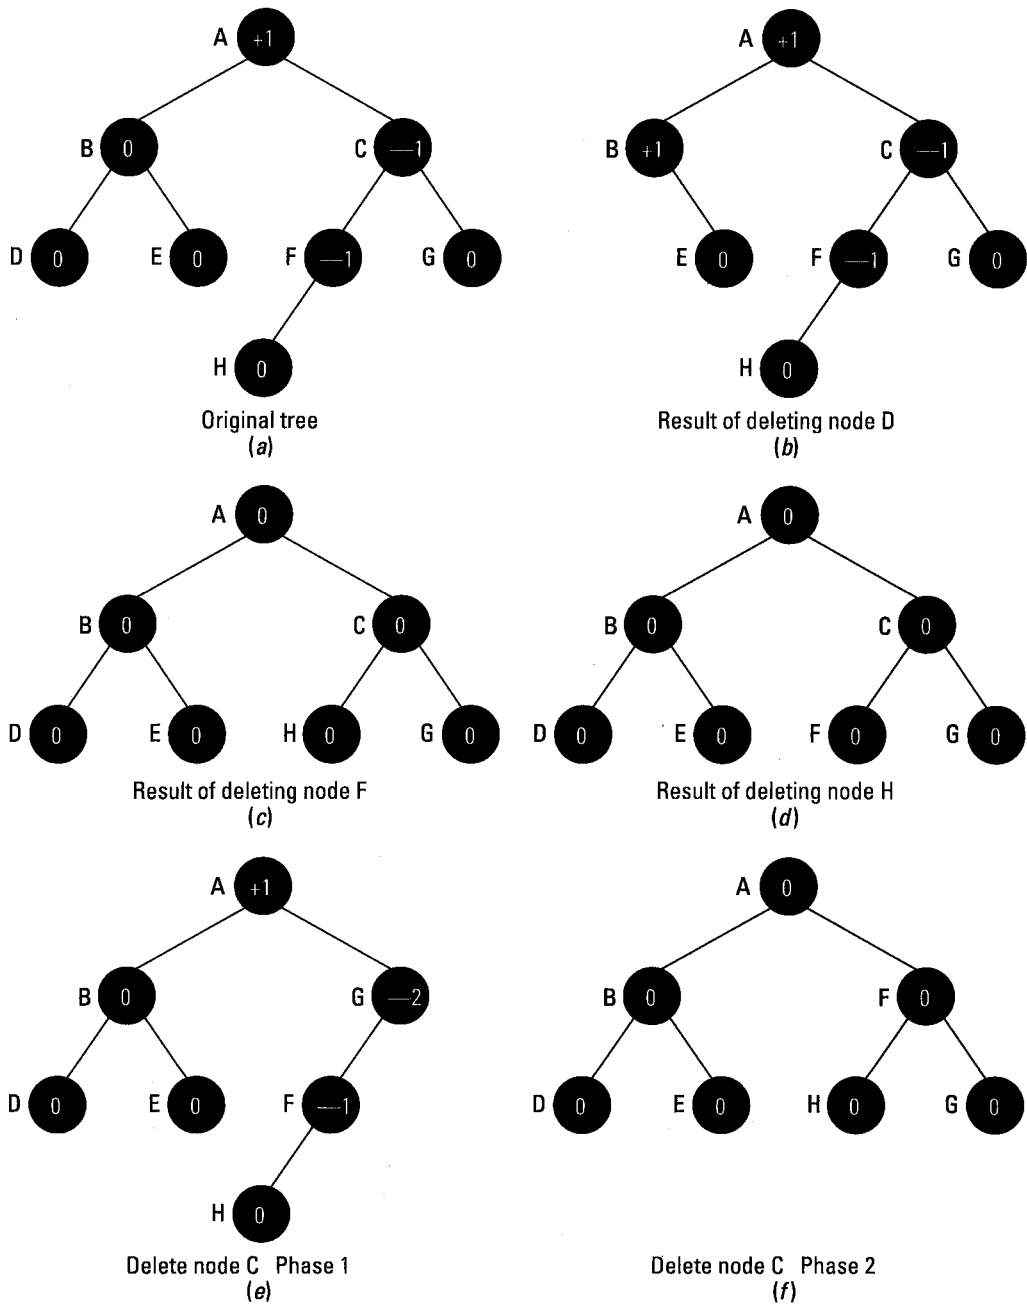 A +1
A +1
B 0
C —1
B +1
C —1
D 0
E 0
F —1
G 0
E 0
F —1
G 0
H 0
H 0
Original tree
(a)
Result of deleting node D
(b)
A 0
A 0
B 0
C 0
B 0
C 0
D 0
E 0
H 0
G 0
D 0
E 0
F 0
G 0
Result of deleting node F
(c)
Result of deleting node H
(d)
A +1
A 0
B 0
G —2
B 0
F 0
D 0
E 0
F —1
D 0
E 0
H 0
G 0
H 0
Delete node C Phase 1
(e)
Delete node C Phase 2
(f)